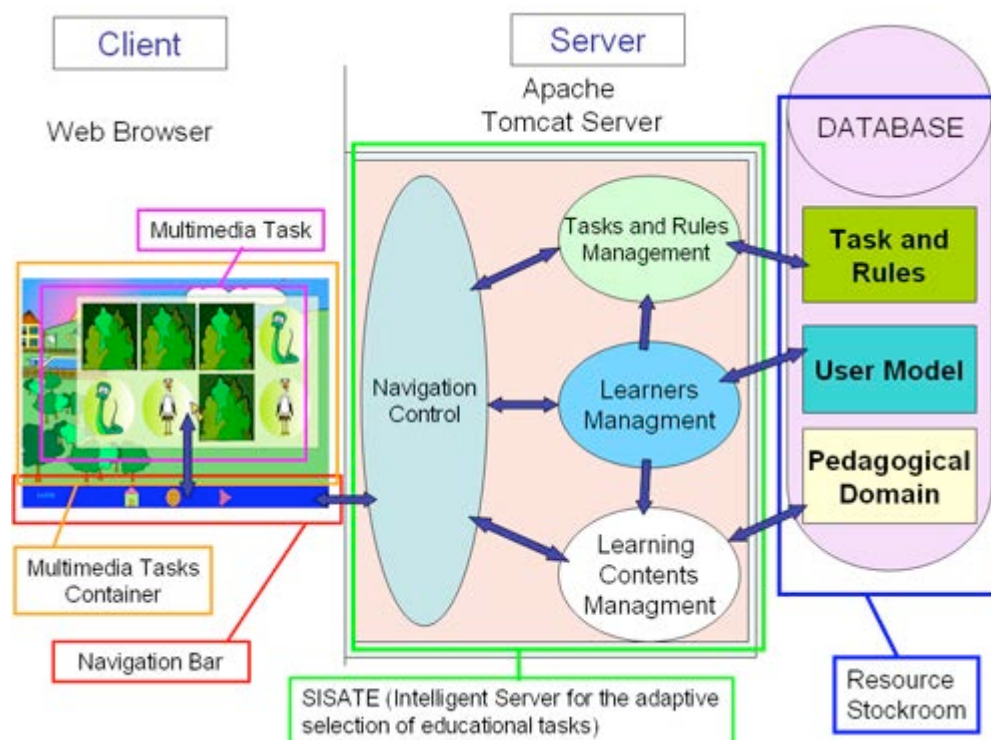 Client
Server
Apache
Tomcat Server
Web Browser
DATABASE
Multimedia Task
Tasks and Rules
Management
Task and
Rules
Navigation
Control
Learners
Managment
User Model
Pedagogical
Domain
Learning
Contents
Managment
Multimedia Tasks
Container
Navigation Bar
SISATE (Intelligent Server for the adaptive
selection of educational tasks)
Resource
Stockroom